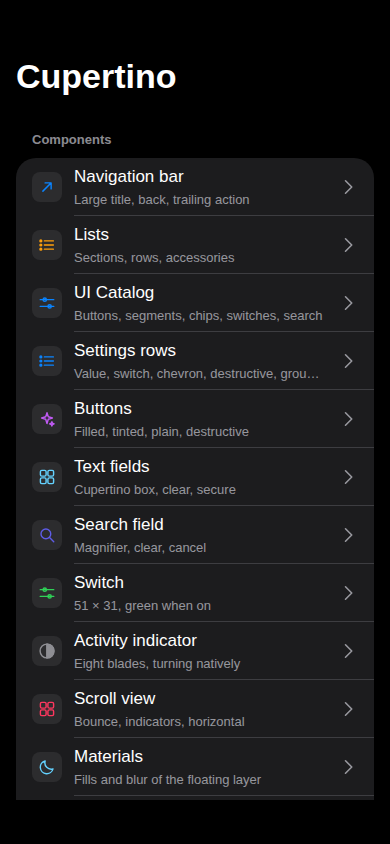 Cupertino
Components
Navigation bar
Large title, back, trailing action
Lists
Sections, rows, accessories
UI Catalog
Buttons, segments, chips, switches, search
Settings rows
Value, switch, chevron, destructive, grou…
Buttons
Filled, tinted, plain, destructive
Text fields
Cupertino box, clear, secure
Search field
Magnifier, clear, cancel
Switch
51 × 31, green when on
Activity indicator
Eight blades, turning natively
Scroll view
Bounce, indicators, horizontal
Materials
Fills and blur of the floating layer